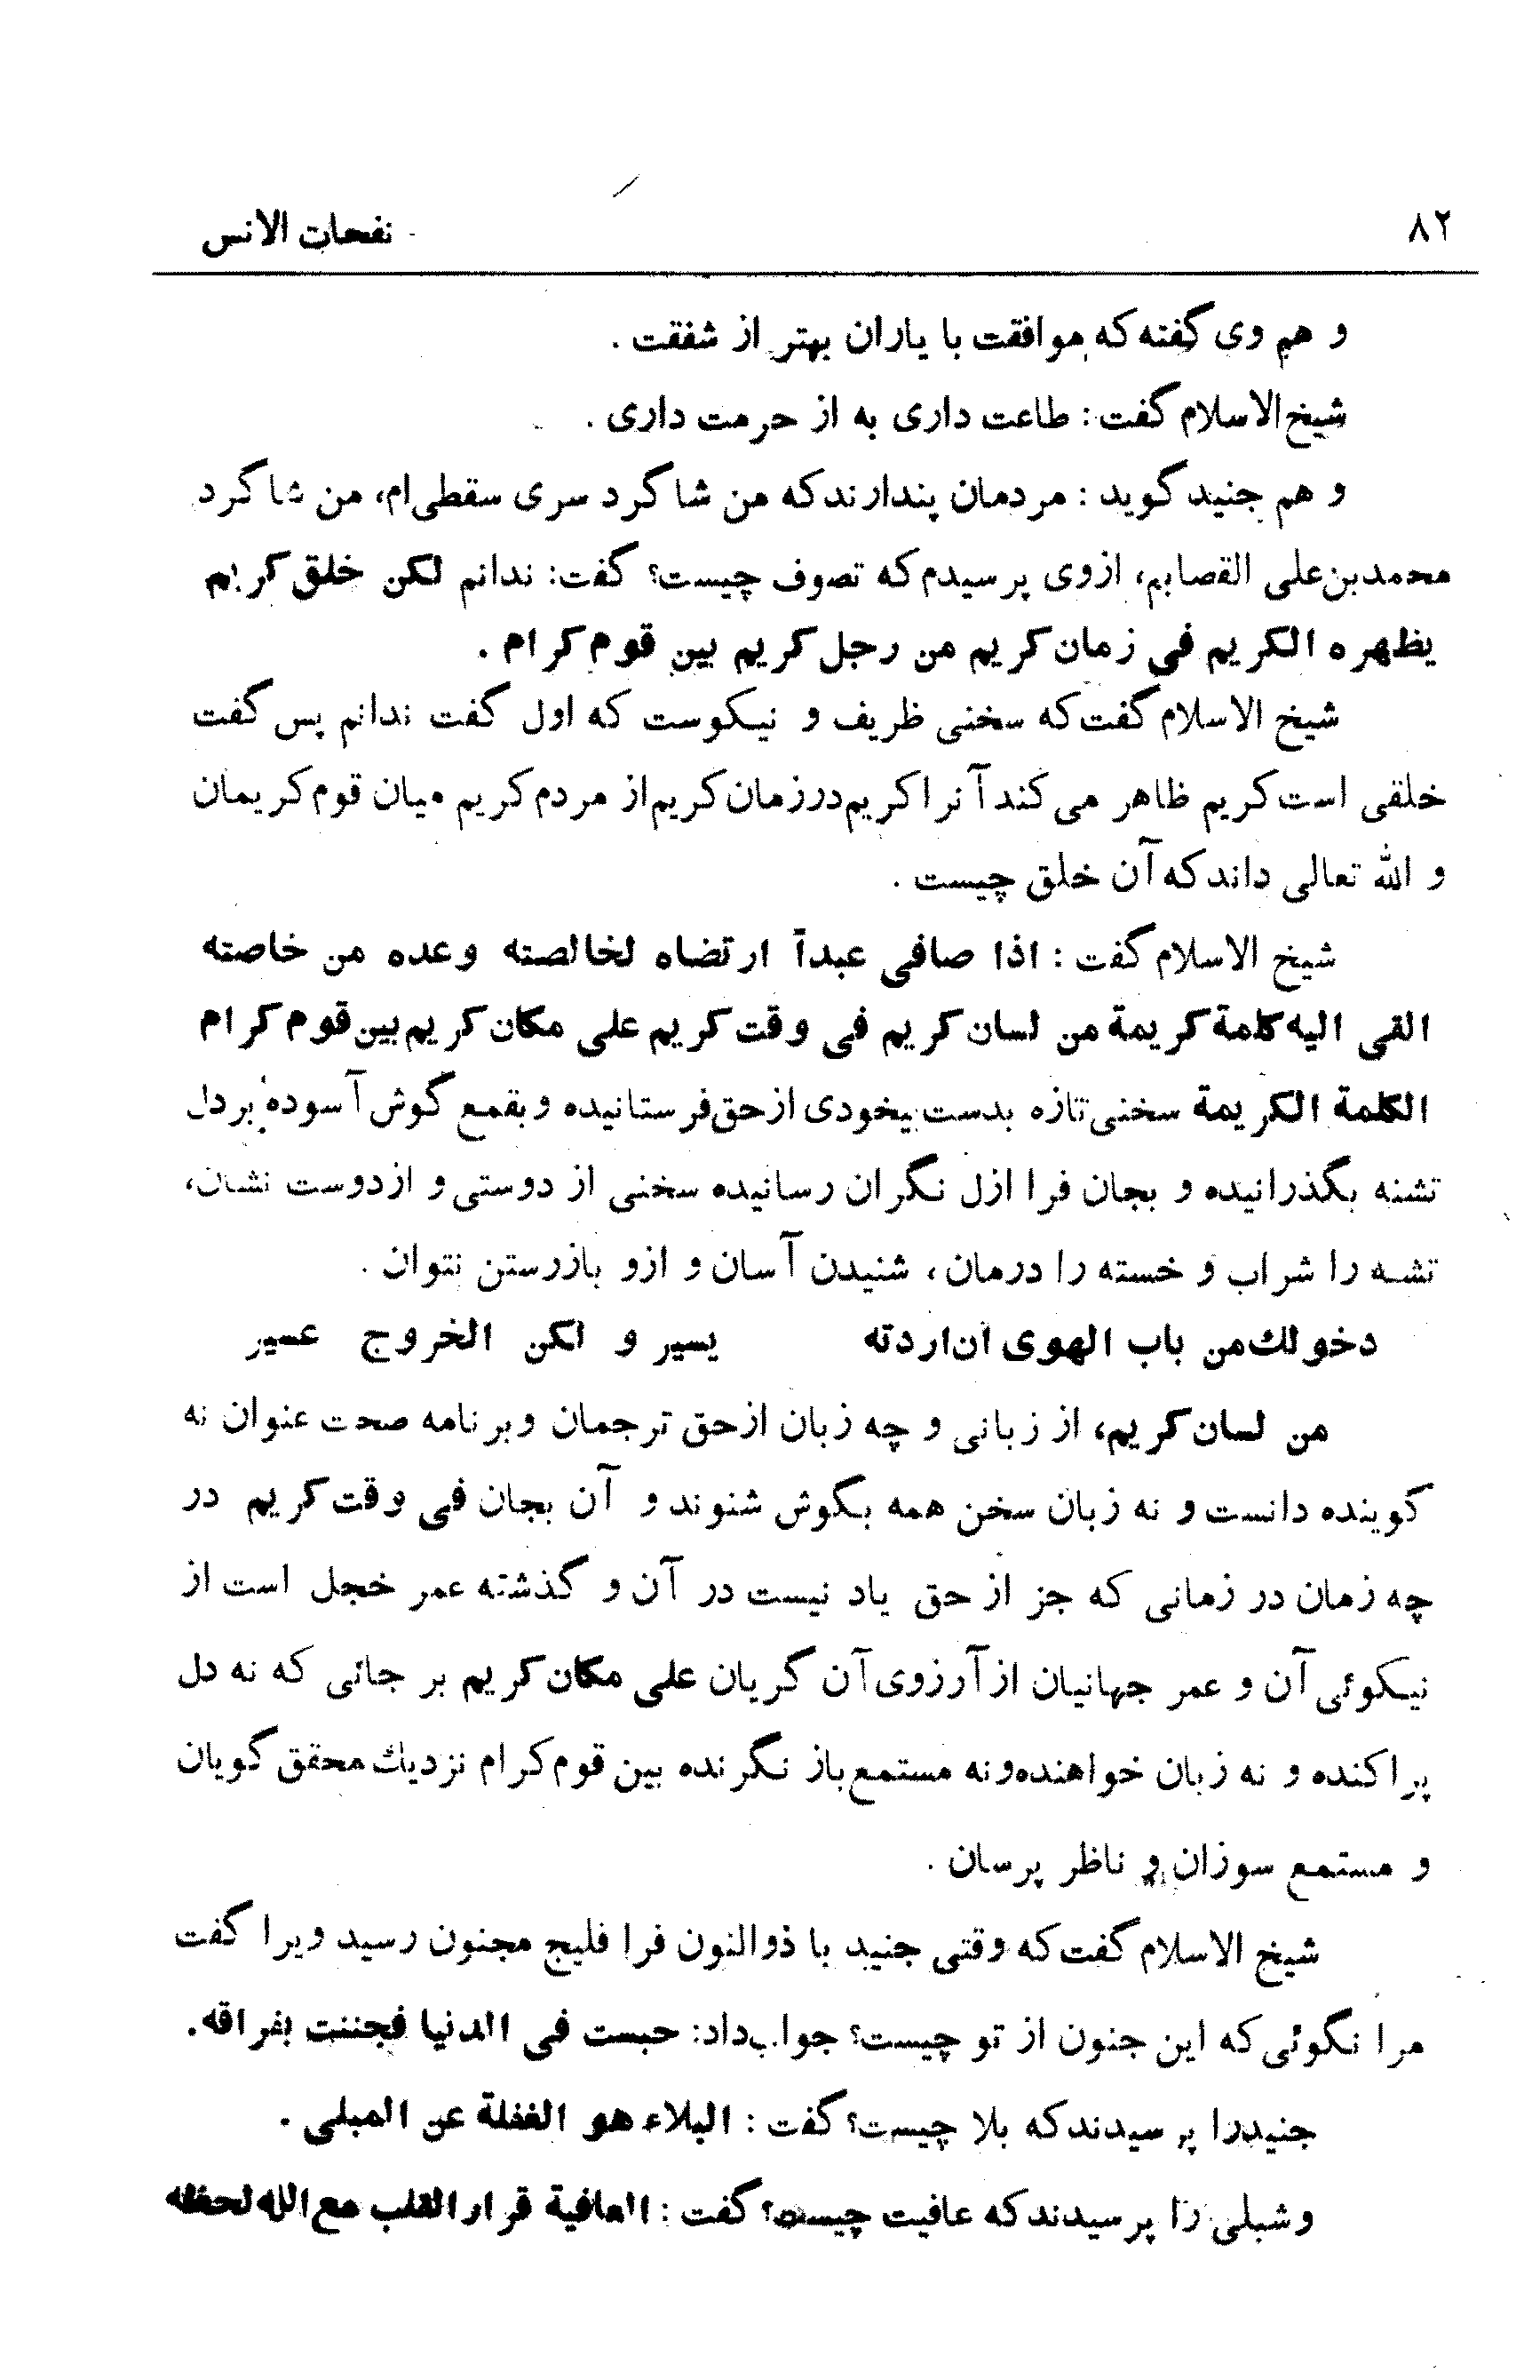 ۸۲
نفحات الانس
و هم وی گفته که موافقت با یاران بهتر از شفقت .
شیخ الاسلام گفت : طاعت داری به از حرمت داری .
و هم جنید گوید : مردمان پندارند که من شاگرد سری سقطی‌ام، من شاگرد
محمدبن‌علی القصابم، ازوی پرسیدم که تصوف چیست؟ گفت: ندانم لکن خلق کریم
یظهره الکریم فی زمان کریم من رجل کریم بین قوم کرام .
شیخ الاسلام گفت که سخنی ظریف و نیکوست که اول گفت ندانم پس گفت
خلقی است کریم ظاهر می کند آنرا کریم در زمان کریم از مردم کریم میان قوم کریمان
و الله تعالی داند که آن خلق چیست .
شیخ الاسلام گفت : اذا صافی عبداً ارتضاه لخالصته وعده من خاصته
القی الیه کلمة کریمة من لسان کریم فی وقت کریم علی مکان کریم بین قوم کرام
الکلمة الکریمة سخنی تازه بدست بیخودی از حق فرستانیده و بقمع گوش آسوده بر دل
تشنه بگذرانیده و بجان فرا ازل نگران رسانیده سخنی از دوستی و از دوست نشان،
تشنه را شراب و خسته را درمان، شنیدن آسان و ازو بازرستن نتوان .
دخولك من باب الهوی ان اردته یسیر و لکن الخروج عسیر
من لسان کریم، از زبانی و چه زبان از حق ترجمان و بر نامه صحت عنوان نه
گوینده دانست و نه زبان سخن همه بگوش شنوند و آن بجان فی وقت کریم در
چه زمان در زمانی که جز از حق یاد نیست در آن و گذشته عمر خجل است از
نیکوئی آن و عمر جهانیان از آرزوی آن گریان علی مکان کریم بر جائی که نه دل
پراکنده و نه زبان خواهنده و نه مستمع باز نگرنده بین قوم کرام نزدیك محقق گویان
و مستمع سوزان و ناظر پرسان .
شیخ الاسلام گفت که وقتی جنید با ذوالنون فرا فلیج مجنون رسید ویرا گفت
مرا نگوئی که این جنون از تو چیست؟ جواب داد: حبست فی الدنیا فجننت بفراقه.
جنیدرا پرسیدند که بلا چیست؟ گفت : البلاء هو الغفلة عن المبلی .
وشبلی را پرسیدند که عافیت چیست؟ گفت : العافیة قرار القلب مع الله لحظه